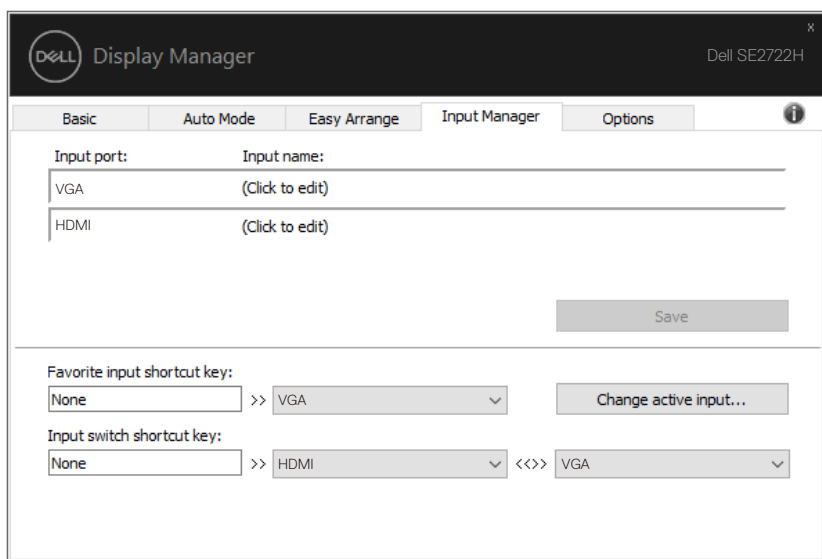 x
DELL Display Manager Dell SE2722H
Basic Auto Mode Easy Arrange Input Manager Options i
Input port: Input name:
VGA (Click to edit)
HDMI (Click to edit)
Save
Favorite input shortcut key:
None >> VGA Change active input...
Input switch shortcut key:
None >> HDMI <<>> VGA